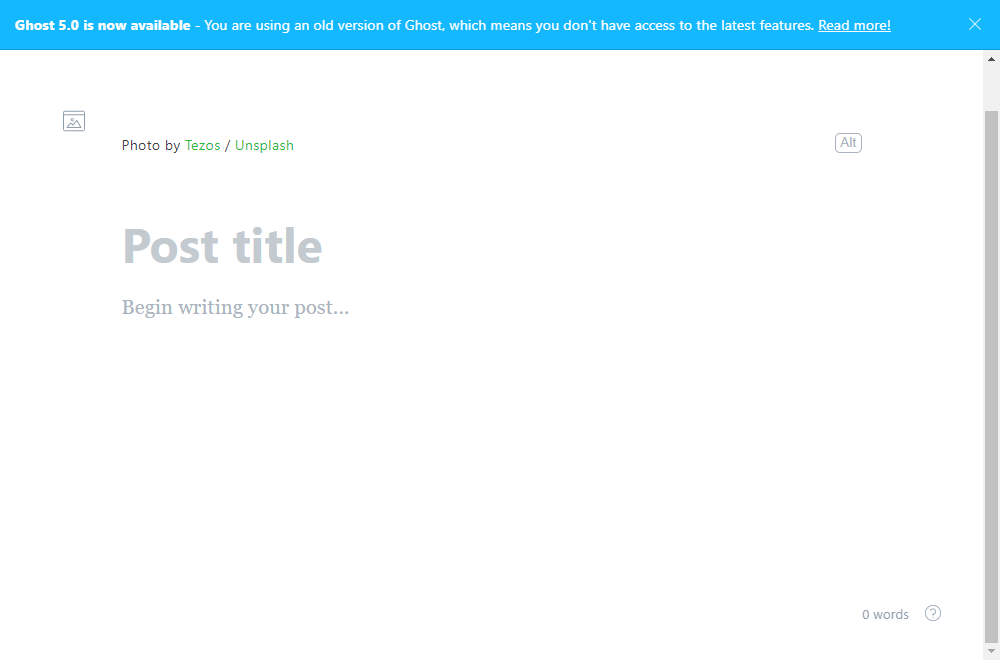 Ghost 5.0 is now available - You are using an old version of Ghost, which means you don't have access to the latest features. Read more!
Photo by Tezos / Unsplash
Alt
Post title
Begin writing your post...
0 words
?